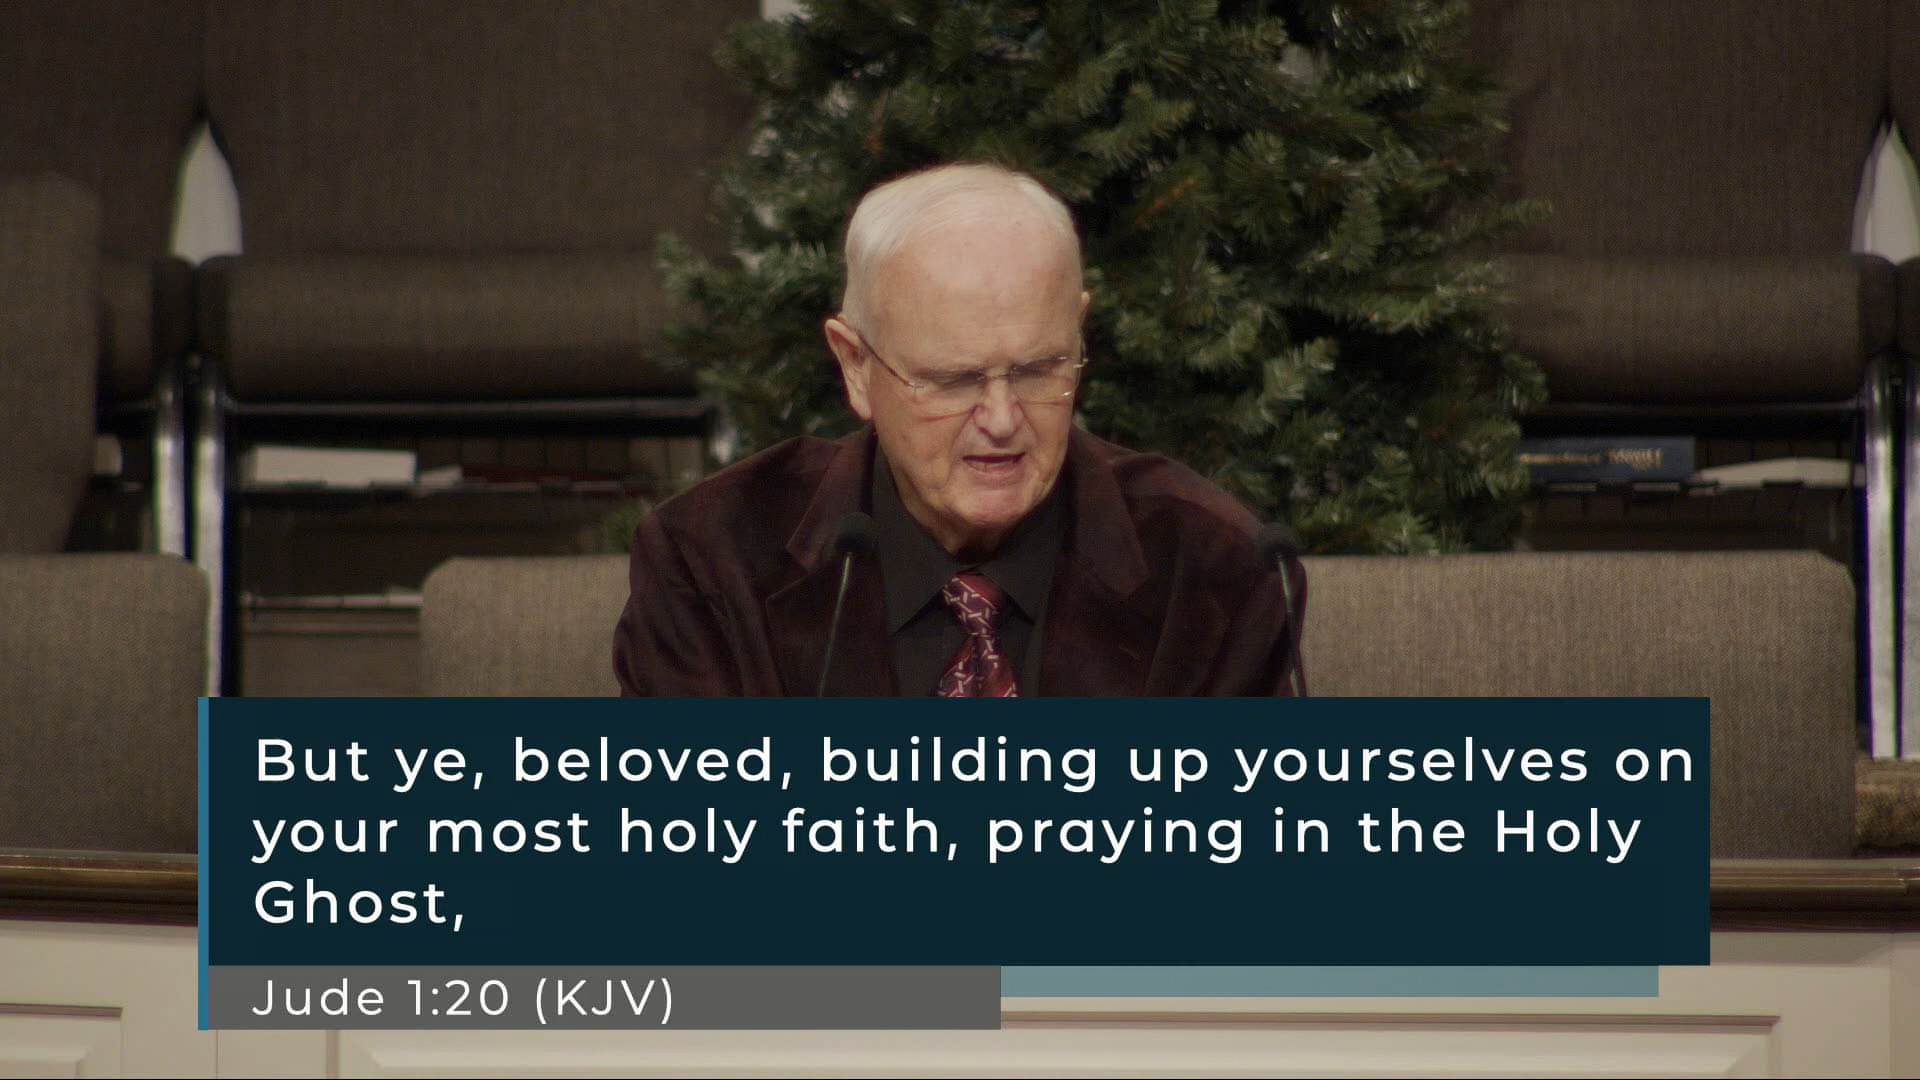 But ye, beloved, building up yourselves on
your most holy faith, praying in the Holy
Ghost,
Jude 1:20 (KJV)